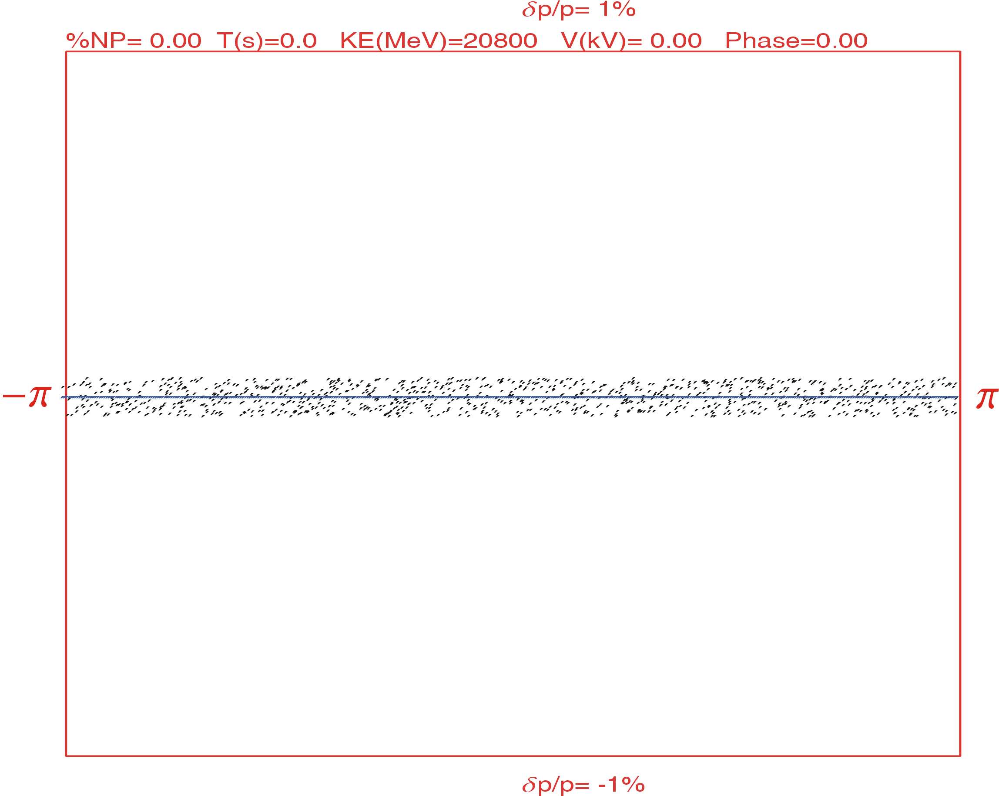 δp/p= 1%
%NP= 0.00 T(s)=0.0 KE(MeV)=20800 V(kV)= 0.00 Phase=0.00
−π π
δp/p= -1%